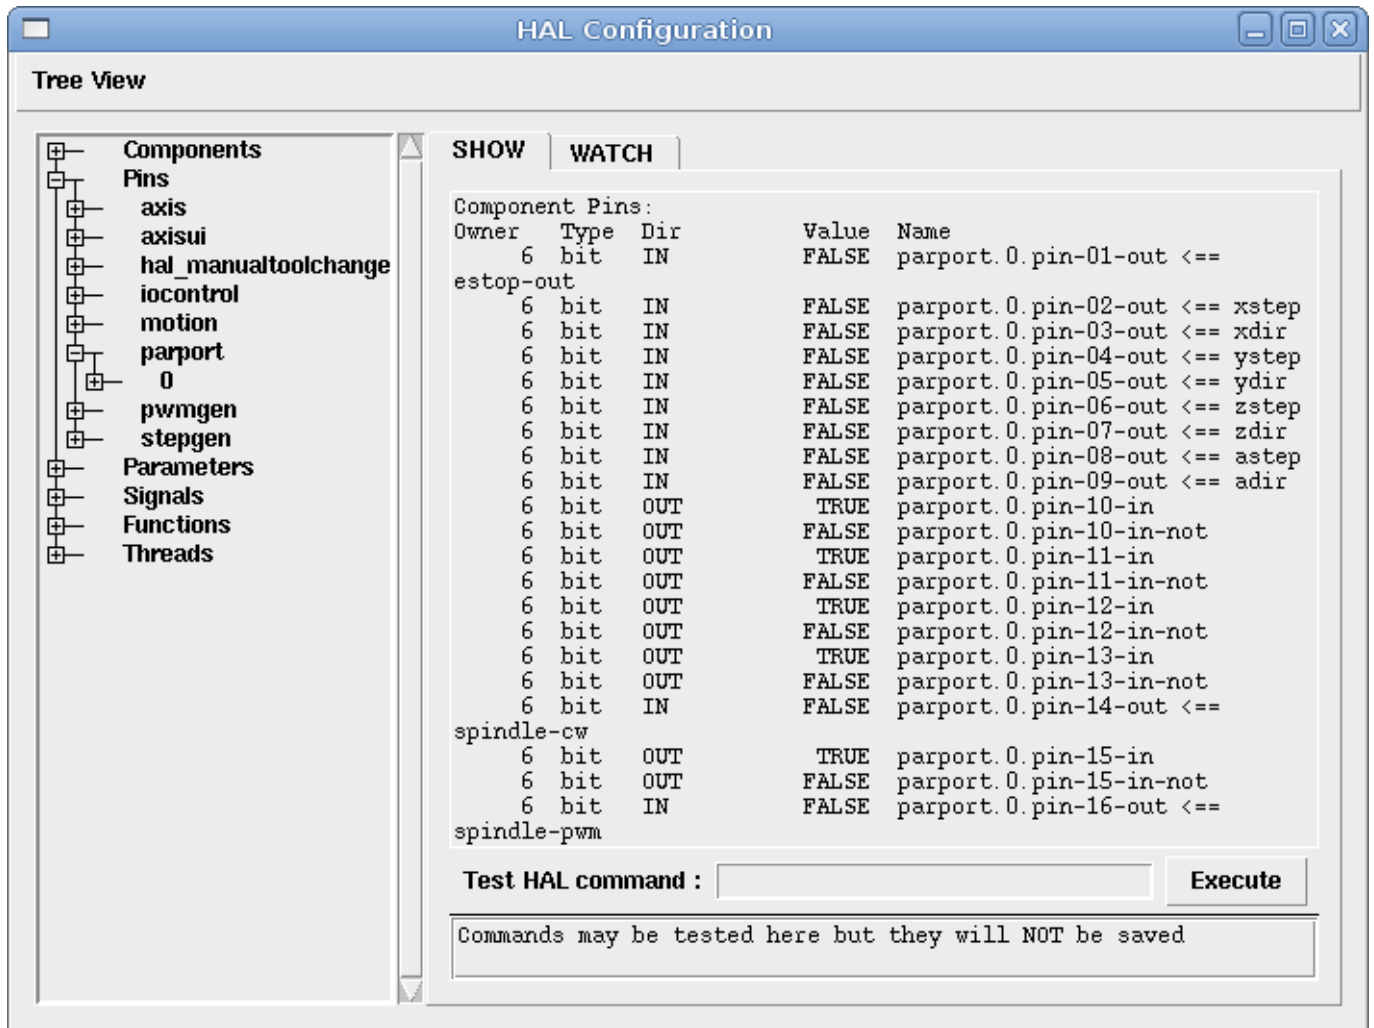 HAL Configuration
Tree View
Components
Pins
axis
axisui
hal_manualtoolchange
iocontrol
motion
parport
0
pwmgen
stepgen
Parameters
Signals
Functions
Threads
SHOW
WATCH
Component Pins:
Owner Type Dir Value Name
6 bit IN FALSE parport.0.pin-01-out <==
estop-out
6 bit IN FALSE parport.0.pin-02-out <== xstep
6 bit IN FALSE parport.0.pin-03-out <== xdir
6 bit IN FALSE parport.0.pin-04-out <== ystep
6 bit IN FALSE parport.0.pin-05-out <== ydir
6 bit IN FALSE parport.0.pin-06-out <== zstep
6 bit IN FALSE parport.0.pin-07-out <== zdir
6 bit IN FALSE parport.0.pin-08-out <== astep
6 bit IN FALSE parport.0.pin-09-out <== adir
6 bit OUT TRUE parport.0.pin-10-in
6 bit OUT FALSE parport.0.pin-10-in-not
6 bit OUT TRUE parport.0.pin-11-in
6 bit OUT FALSE parport.0.pin-11-in-not
6 bit OUT TRUE parport.0.pin-12-in
6 bit OUT FALSE parport.0.pin-12-in-not
6 bit OUT TRUE parport.0.pin-13-in
6 bit OUT FALSE parport.0.pin-13-in-not
6 bit IN FALSE parport.0.pin-14-out <==
spindle-cw
6 bit OUT TRUE parport.0.pin-15-in
6 bit OUT FALSE parport.0.pin-15-in-not
6 bit IN FALSE parport.0.pin-16-out <==
spindle-pwm
Test HAL command :
Execute
Commands may be tested here but they will NOT be saved